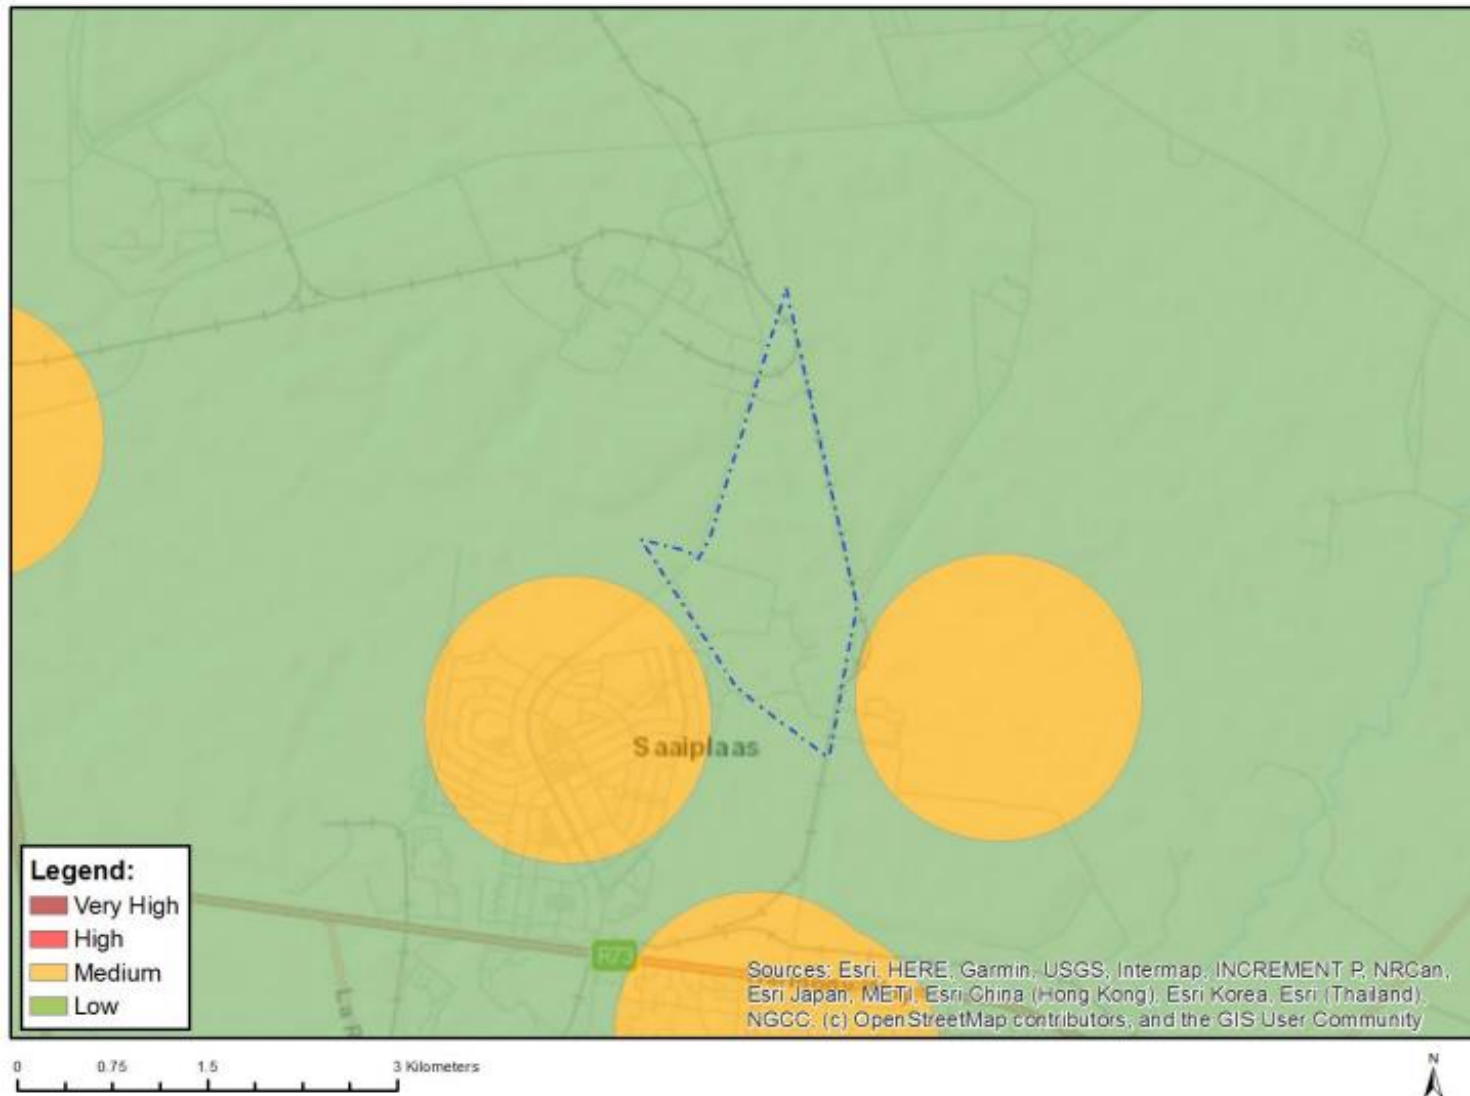 Saaiplaas
Legend:
Very High
High
Medium
Low
R73
La R
Sources: Esri, HERE, Garmin, USGS, Intermap, INCREMENT P, NRCan,
Esri Japan, METI, Esri China (Hong Kong), Esri Korea, Esri (Thailand),
NGCC, (c) OpenStreetMap contributors, and the GIS User Community
0 0.75 1.5 3 Kilometers
N